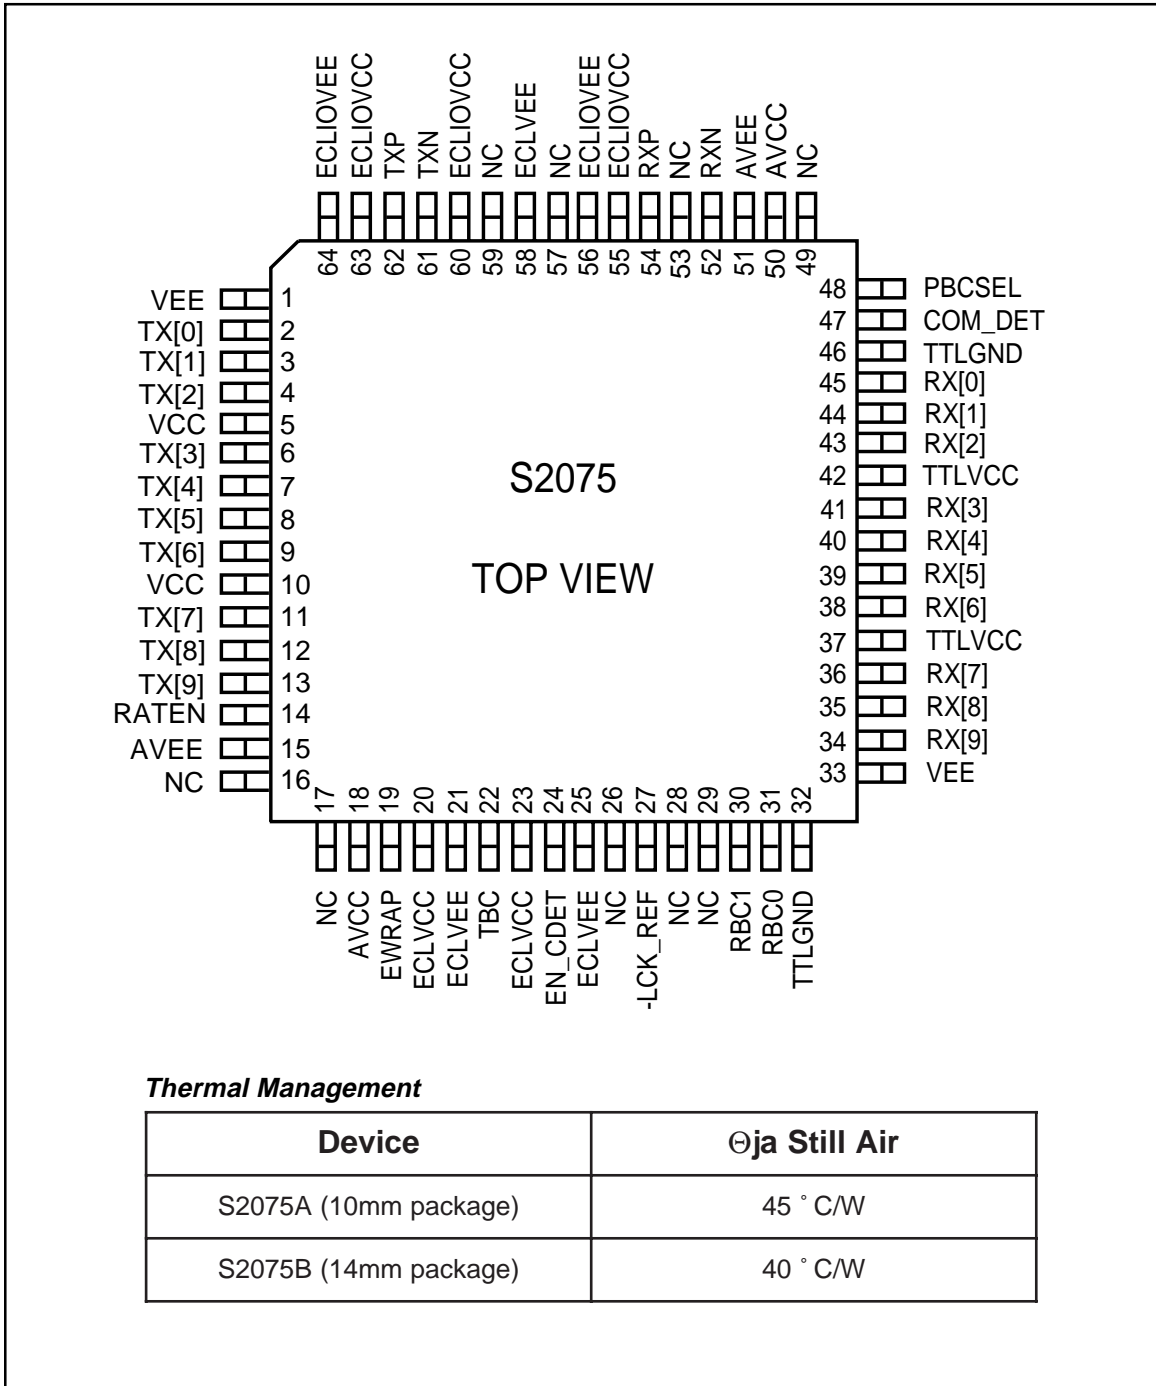 ECLIOVEE
ECLIOVCC
TXP
TXN
ECLIOVCC
NC
ECLVEE
NC
ECLIOVEE
ECLIOVCC
RXP
NC
RXN
AVEE
AVCC
NC
64
63
62
61
60
59
58
57
56
55
54
53
52
51
50
49
VEE 1
TX[0] 2
TX[1] 3
TX[2] 4
VCC 5
TX[3] 6
TX[4] 7
TX[5] 8
TX[6] 9
VCC 10
TX[7] 11
TX[8] 12
TX[9] 13
RATEN 14
AVEE 15
NC 16
S2075
TOP VIEW
48 PBCSEL
47 COM_DET
46 TTLGND
45 RX[0]
44 RX[1]
43 RX[2]
42 TTLVCC
41 RX[3]
40 RX[4]
39 RX[5]
38 RX[6]
37 TTLVCC
36 RX[7]
35 RX[8]
34 RX[9]
33 VEE
17
18
19
20
21
22
23
24
25
26
27
28
29
30
31
32
NC
AVCC
EWRAP
ECLVCC
ECLVEE
TBC
ECLVCC
EN_CDET
ECLVEE
NC
-LCK_REF
NC
NC
RBC1
RBC0
TTLGND
Thermal Management
Device Θja Still Air
S2075A (10mm package) 45 ˚ C/W
S2075B (14mm package) 40 ˚ C/W